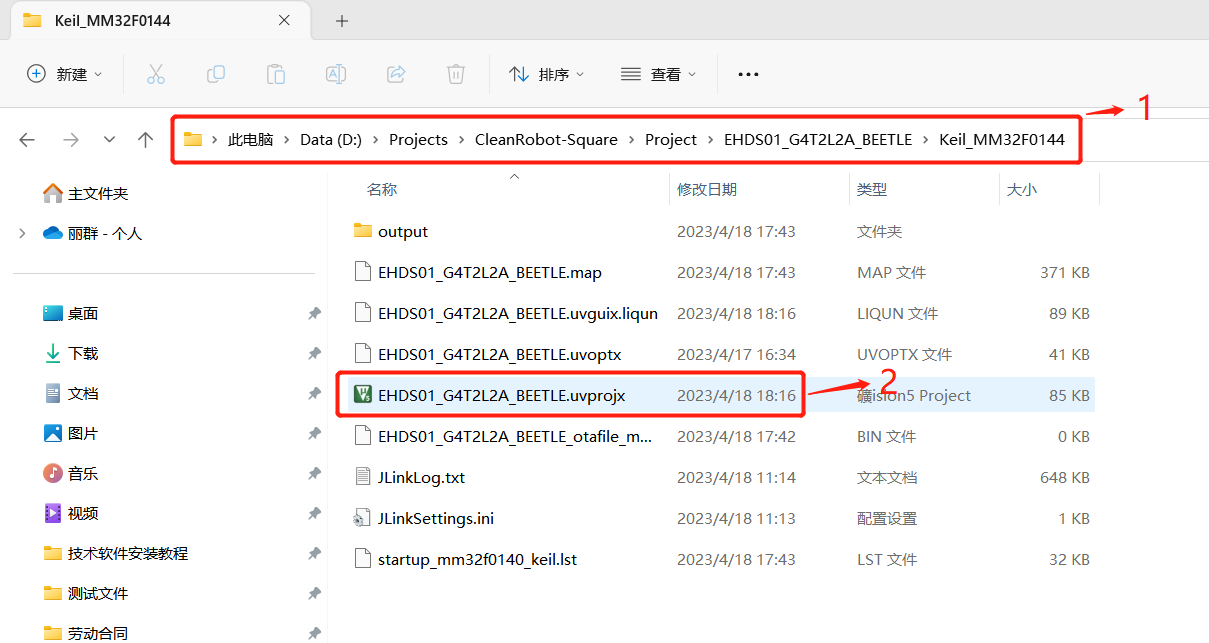 Keil_MM32F0144
新建
排序
查看
1
此电脑 > Data (D:) > Projects > CleanRobot-Square > Project > EHDS01_G4T2L2A_BEETLE > Keil_MM32F0144
主文件夹
丽群 - 个人
桌面
下载
文档
图片
音乐
视频
技术软件安装教程
测试文件
劳动合同
名称 修改日期 类型 大小
output 2023/4/18 17:43 文件夹
EHDS01_G4T2L2A_BEETLE.map 2023/4/18 17:43 MAP 文件 371 KB
EHDS01_G4T2L2A_BEETLE.uvguix.liqun 2023/4/18 18:16 LIQUN 文件 89 KB
EHDS01_G4T2L2A_BEETLE.uvoptx 2023/4/17 16:34 UVOPTX 文件 41 KB
2
EHDS01_G4T2L2A_BEETLE.uvprojx 2023/4/18 18:16 礦ision5 Project 85 KB
EHDS01_G4T2L2A_BEETLE_otafile_m... 2023/4/18 17:42 BIN 文件 0 KB
JLinkLog.txt 2023/4/18 11:14 文本文档 648 KB
JLinkSettings.ini 2023/4/18 11:13 配置设置 1 KB
startup_mm32f0140_keil.lst 2023/4/18 17:43 LST 文件 32 KB